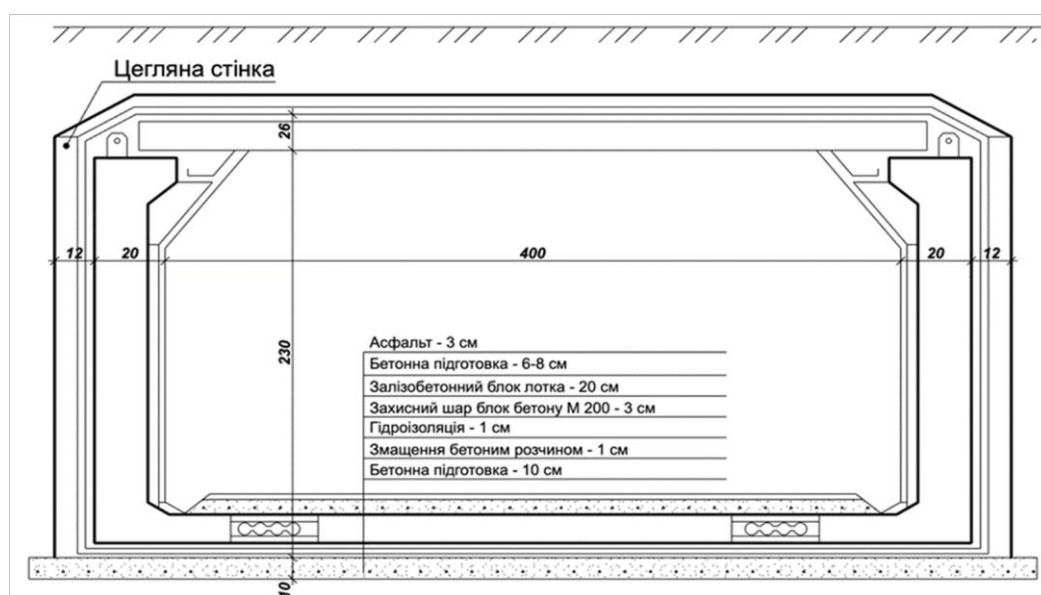 Цегляна стінка
26
12
20
400
20
12
230
Асфальт - 3 см
Бетонна підготовка - 6-8 см
Залізобетонний блок лотка - 20 см
Захисний шар блок бетону М 200 - 3 см
Гідроізоляція - 1 см
Змащення бетоним розчином - 1 см
Бетонна підготовка - 10 см
10